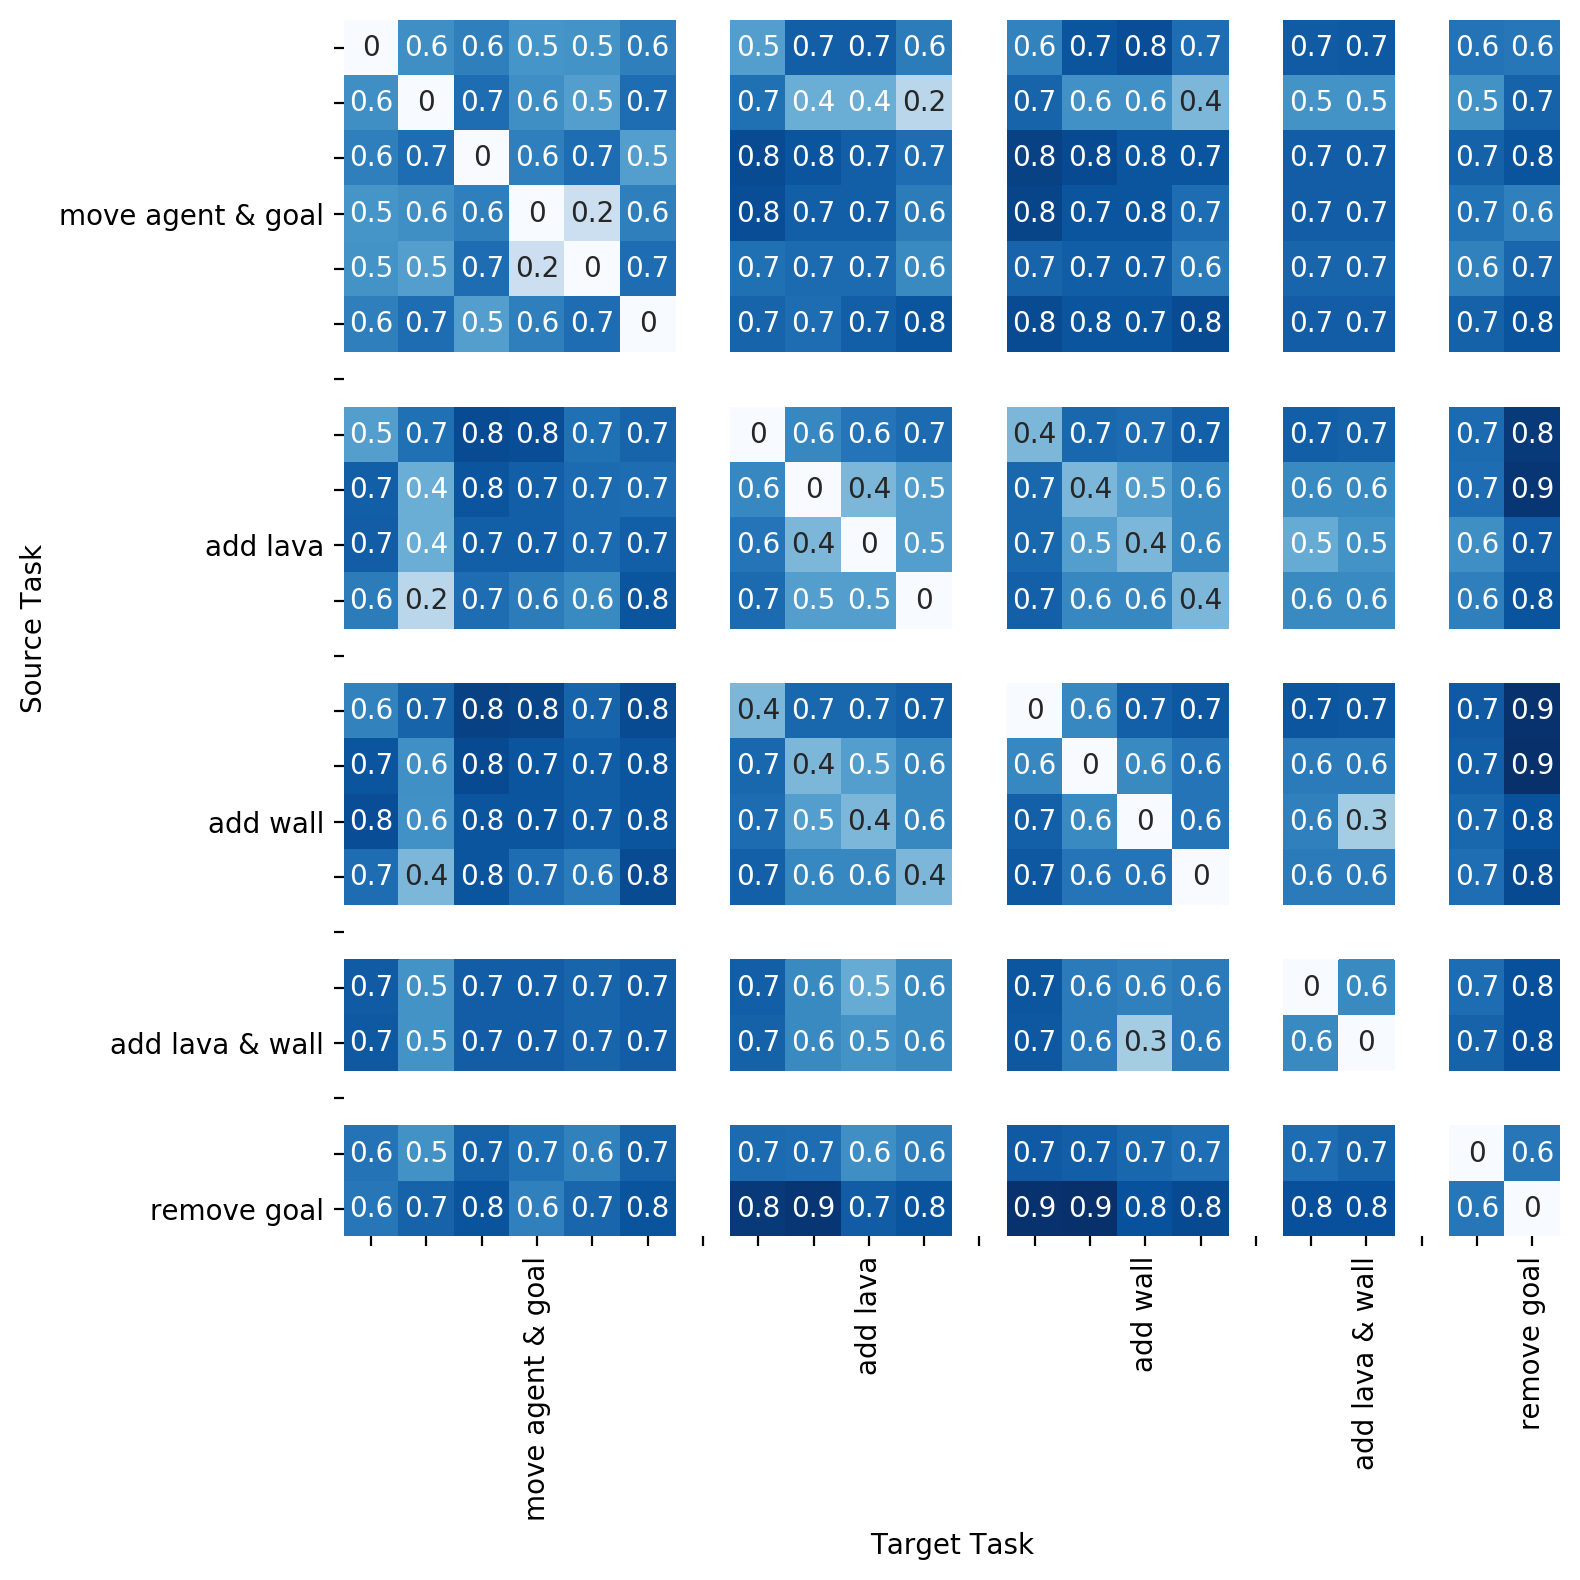 0 0.6 0.6 0.5 0.5 0.6 0.5 0.7 0.7 0.6 0.6 0.7 0.8 0.7 0.7 0.7 0.6 0.6
0.6 0 0.7 0.6 0.5 0.7 0.7 0.4 0.4 0.2 0.7 0.6 0.6 0.4 0.5 0.5 0.5 0.7
0.6 0.7 0 0.6 0.7 0.5 0.8 0.8 0.7 0.7 0.8 0.8 0.8 0.7 0.7 0.7 0.7 0.8
move agent & goal 0.5 0.6 0.6 0 0.2 0.6 0.8 0.7 0.7 0.6 0.8 0.7 0.8 0.7 0.7 0.7 0.7 0.6
0.5 0.5 0.7 0.2 0 0.7 0.7 0.7 0.7 0.6 0.7 0.7 0.7 0.6 0.7 0.7 0.6 0.7
0.6 0.7 0.5 0.6 0.7 0 0.7 0.7 0.7 0.8 0.8 0.8 0.7 0.8 0.7 0.7 0.7 0.8
0.5 0.7 0.8 0.8 0.7 0.7 0 0.6 0.6 0.7 0.4 0.7 0.7 0.7 0.7 0.7 0.7 0.8
0.7 0.4 0.8 0.7 0.7 0.7 0.6 0 0.4 0.5 0.7 0.4 0.5 0.6 0.6 0.6 0.7 0.9
add lava 0.7 0.4 0.7 0.7 0.7 0.7 0.6 0.4 0 0.5 0.7 0.5 0.4 0.6 0.5 0.5 0.6 0.7
0.6 0.2 0.7 0.6 0.6 0.8 0.7 0.5 0.5 0 0.7 0.6 0.6 0.4 0.6 0.6 0.6 0.8
Source Task
0.6 0.7 0.8 0.8 0.7 0.8 0.4 0.7 0.7 0.7 0 0.6 0.7 0.7 0.7 0.7 0.7 0.9
0.7 0.6 0.8 0.7 0.7 0.8 0.7 0.4 0.5 0.6 0.6 0 0.6 0.6 0.6 0.6 0.7 0.9
add wall 0.8 0.6 0.8 0.7 0.7 0.8 0.7 0.5 0.4 0.6 0.7 0.6 0 0.6 0.6 0.3 0.7 0.8
0.7 0.4 0.8 0.7 0.6 0.8 0.7 0.6 0.6 0.4 0.7 0.6 0.6 0 0.6 0.6 0.7 0.8
0.7 0.5 0.7 0.7 0.7 0.7 0.7 0.6 0.5 0.6 0.7 0.6 0.6 0.6 0 0.6 0.7 0.8
add lava & wall 0.7 0.5 0.7 0.7 0.7 0.7 0.7 0.6 0.5 0.6 0.7 0.6 0.3 0.6 0.6 0 0.7 0.8
0.6 0.5 0.7 0.7 0.6 0.7 0.7 0.7 0.6 0.6 0.7 0.7 0.7 0.7 0.7 0.7 0 0.6
remove goal 0.6 0.7 0.8 0.6 0.7 0.8 0.8 0.9 0.7 0.8 0.9 0.9 0.8 0.8 0.8 0.8 0.6 0
move agent & goal
add lava
add wall
add lava & wall
remove goal
Target Task